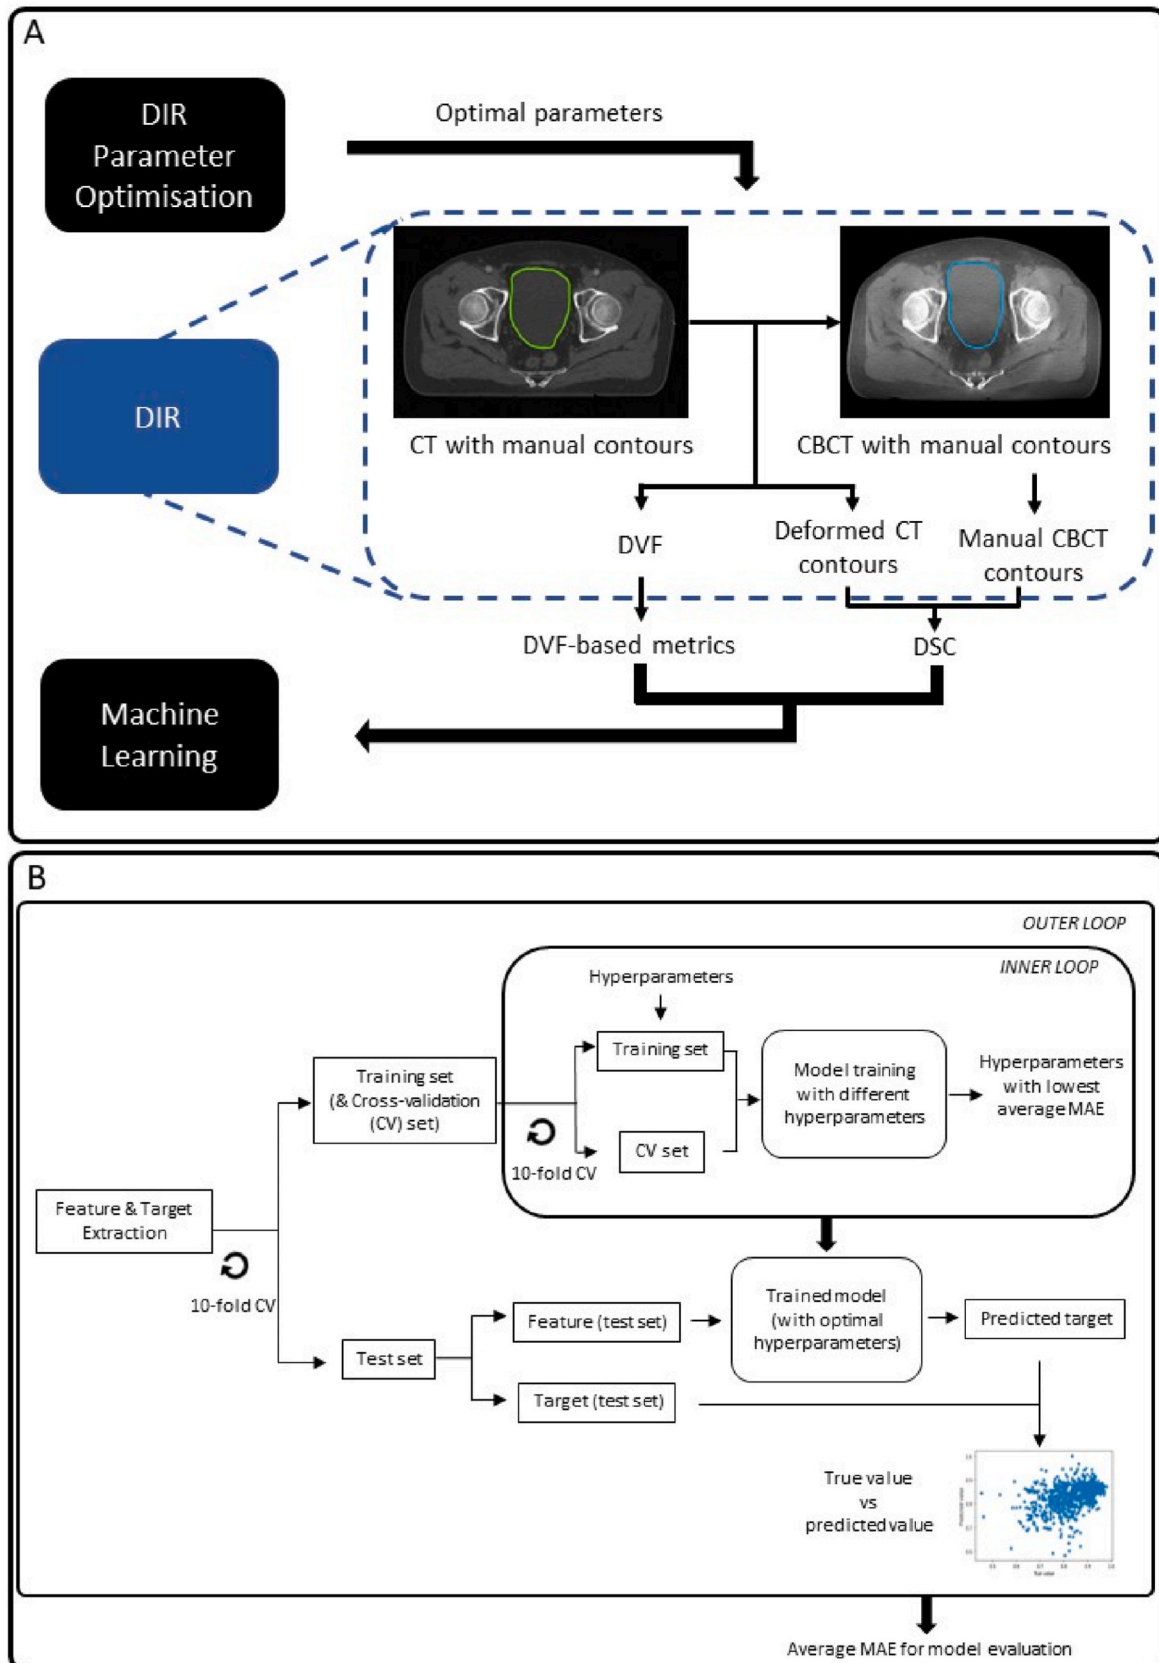 A
DIR
Parameter
Optimisation
Optimal parameters
DIR
CT with manual contours
CBCT with manual contours
DVF
Deformed CT
contours
Manual CBCT
contours
DVF-based metrics
DSC
Machine
Learning
B
OUTER LOOP
INNER LOOP
Hyperparameters
Training set
Training set
(& Cross-validation
(CV) set)
Model training
with different
hyperparameters
Hyperparameters
with lowest
average MAE
CV set
10-fold CV
Feature & Target
Extraction
10-fold CV
Trained model
(with optimal
hyperparameters)
Feature (test set)
Predicted target
Test set
Target (test set)
True value
vs
predicted value
Predicted value
True value
Average MAE for model evaluation